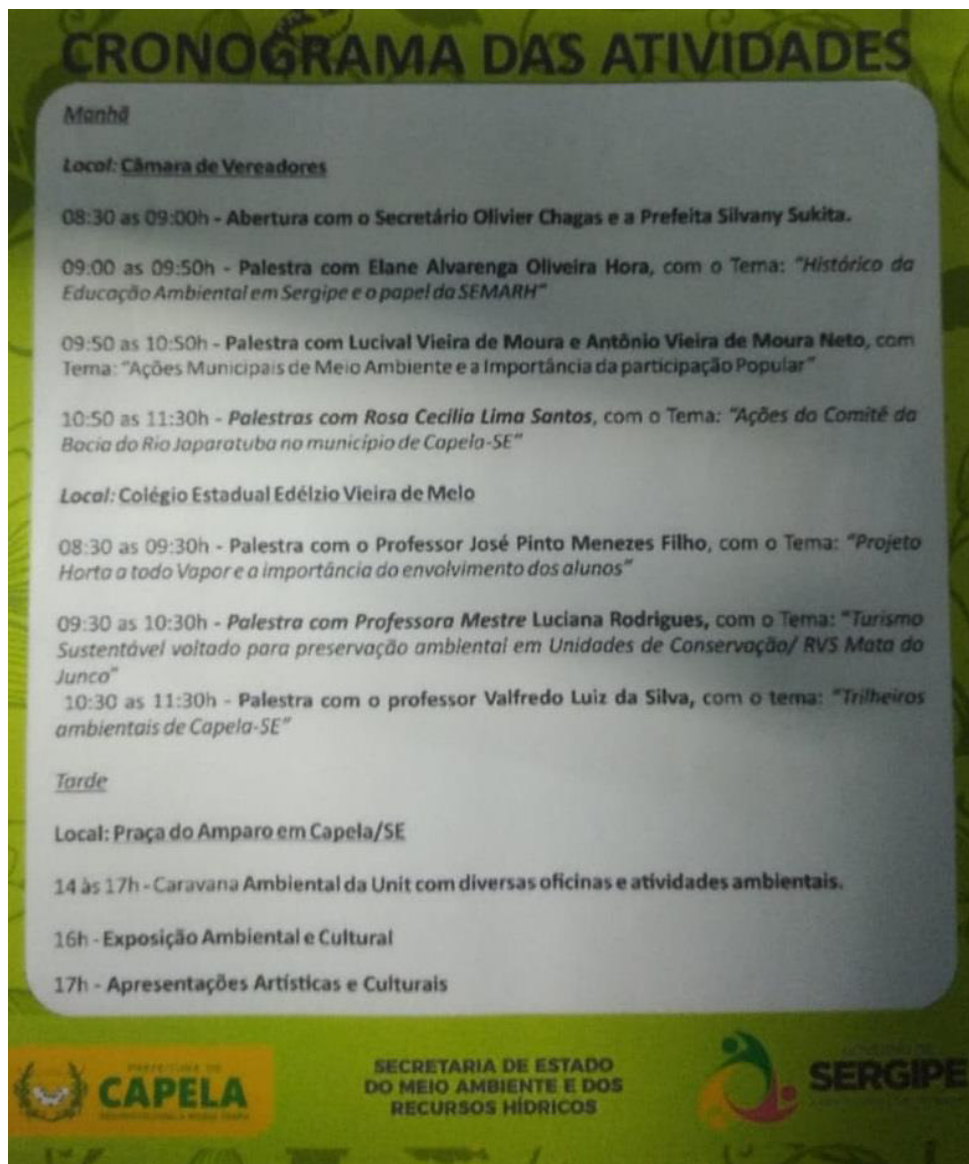 CRONOGRAMA DAS ATIVIDADES
Manhã
Local: Câmara de Vereadores
08:30 as 09:00h - Abertura com o Secretário Olivier Chagas e a Prefeita Silvany Sukita.
09:00 as 09:50h - Palestra com Elane Alvarenga Oliveira Hora, com o Tema: "Histórico da
Educação Ambiental em Sergipe e o papel da SEMARH"
09:50 as 10:50h - Palestra com Lucival Vieira de Moura e Antônio Vieira de Moura Neto, com
Tema: "Ações Municipais de Meio Ambiente e a Importância da participação Popular"
10:50 as 11:30h - Palestras com Rosa Cecília Lima Santos, com o Tema: "Ações do Comitê da
Bacia do Rio Japaratuba no município de Capela-SE"
Local: Colégio Estadual Edélzio Vieira de Melo
08:30 as 09:30h - Palestra com o Professor José Pinto Menezes Filho, com o Tema: "Projeto
Horta a todo Vapor e a importância do envolvimento dos alunos"
09:30 as 10:30h - Palestra com Professora Mestre Luciana Rodrigues, com o Tema: "Turismo
Sustentável voltado para preservação ambiental em Unidades de Conservação/ RVS Mata do
Junco"
10:30 as 11:30h - Palestra com o professor Valfredo Luiz da Silva, com o tema: "Trilheiros
ambientais de Capela-SE"
Tarde
Local: Praça do Amparo em Capela/SE
14 às 17h - Caravana Ambiental da Unit com diversas oficinas e atividades ambientais.
16h - Exposição Ambiental e Cultural
17h - Apresentações Artísticas e Culturais
PREFEITURA DE
CAPELA
SECRETARIA DE ESTADO
DO MEIO AMBIENTE E DOS
RECURSOS HÍDRICOS
GOVERNO DE
SERGIPE